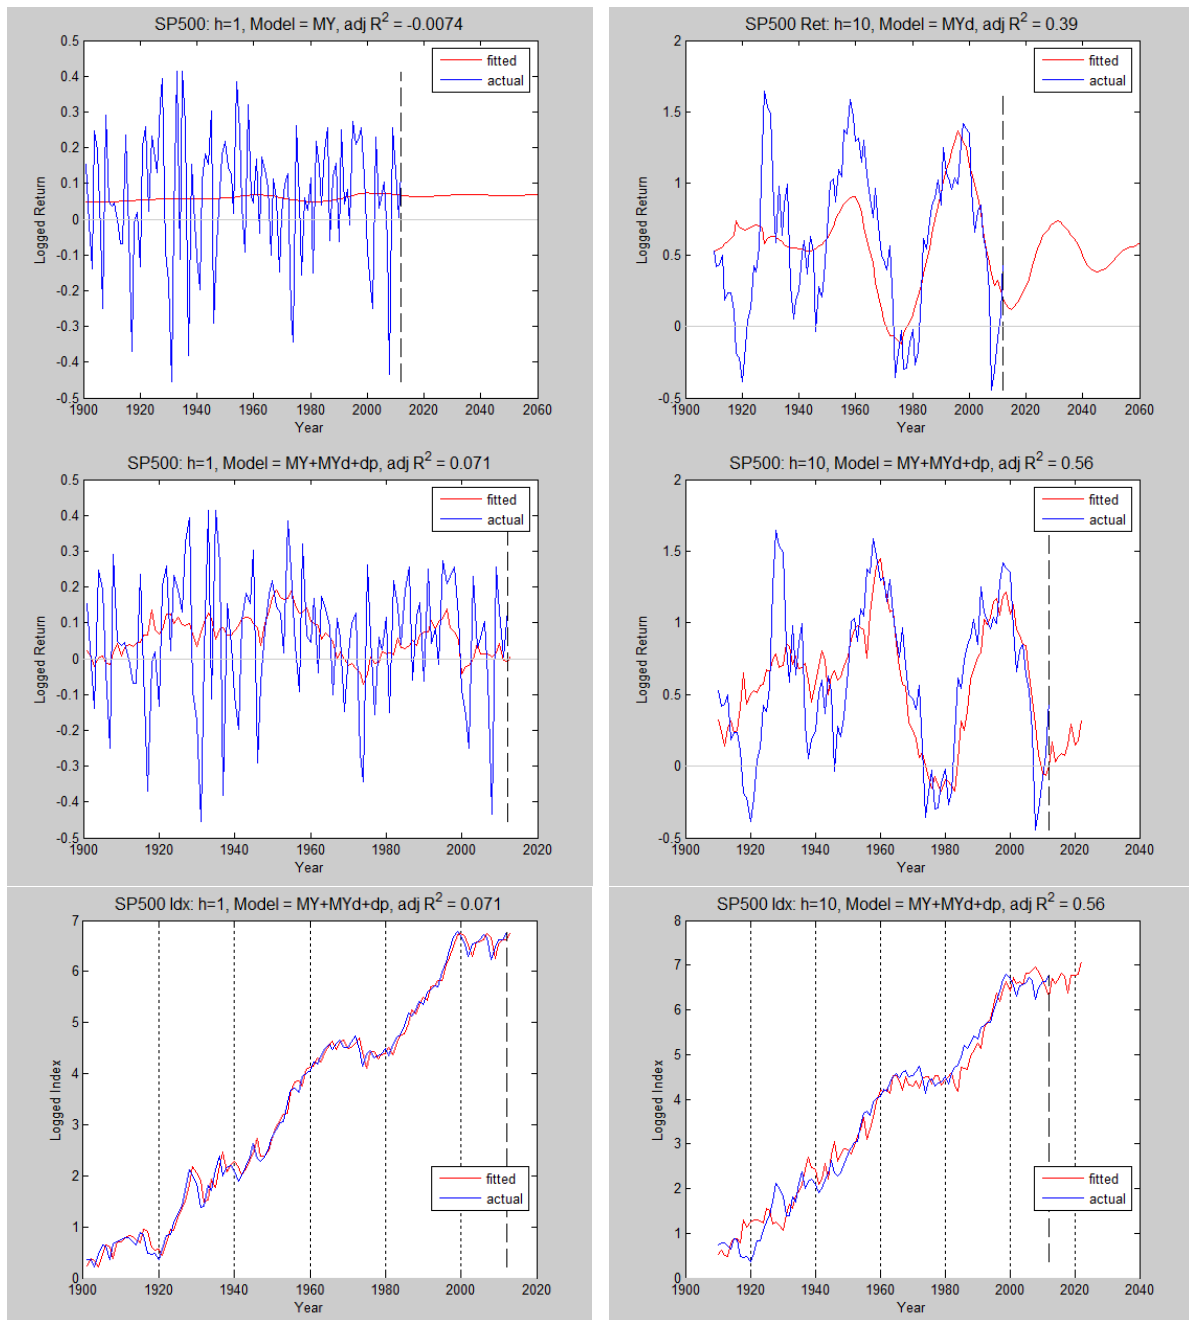 SP500: h=1, Model = MY, adj R² = -0.0074
0.5
0.4
0.3
0.2
0.1
0
-0.1
-0.2
-0.3
-0.4
-0.5
Logged Return
fitted
actual
1900 1920 1940 1960 1980 2000 2020 2040 2060
Year
SP500 Ret: h=10, Model = MYd, adj R² = 0.39
2
1.5
1
0.5
0
-0.5
Logged Return
fitted
actual
1900 1920 1940 1960 1980 2000 2020 2040 2060
Year
SP500: h=1, Model = MY+MYd+dp, adj R² = 0.071
0.5
0.4
0.3
0.2
0.1
0
-0.1
-0.2
-0.3
-0.4
-0.5
Logged Return
fitted
actual
1900 1920 1940 1960 1980 2000 2020
Year
SP500: h=10, Model = MY+MYd+dp, adj R² = 0.56
2
1.5
1
0.5
0
-0.5
Logged Return
fitted
actual
1900 1920 1940 1960 1980 2000 2020 2040
Year
SP500 Idx: h=1, Model = MY+MYd+dp, adj R² = 0.071
7
6
5
4
3
2
1
0
Logged Index
fitted
actual
1900 1920 1940 1960 1980 2000 2020
Year
SP500 Idx: h=10, Model = MY+MYd+dp, adj R² = 0.56
8
7
6
5
4
3
2
1
0
Logged Index
fitted
actual
1900 1920 1940 1960 1980 2000 2020 2040
Year